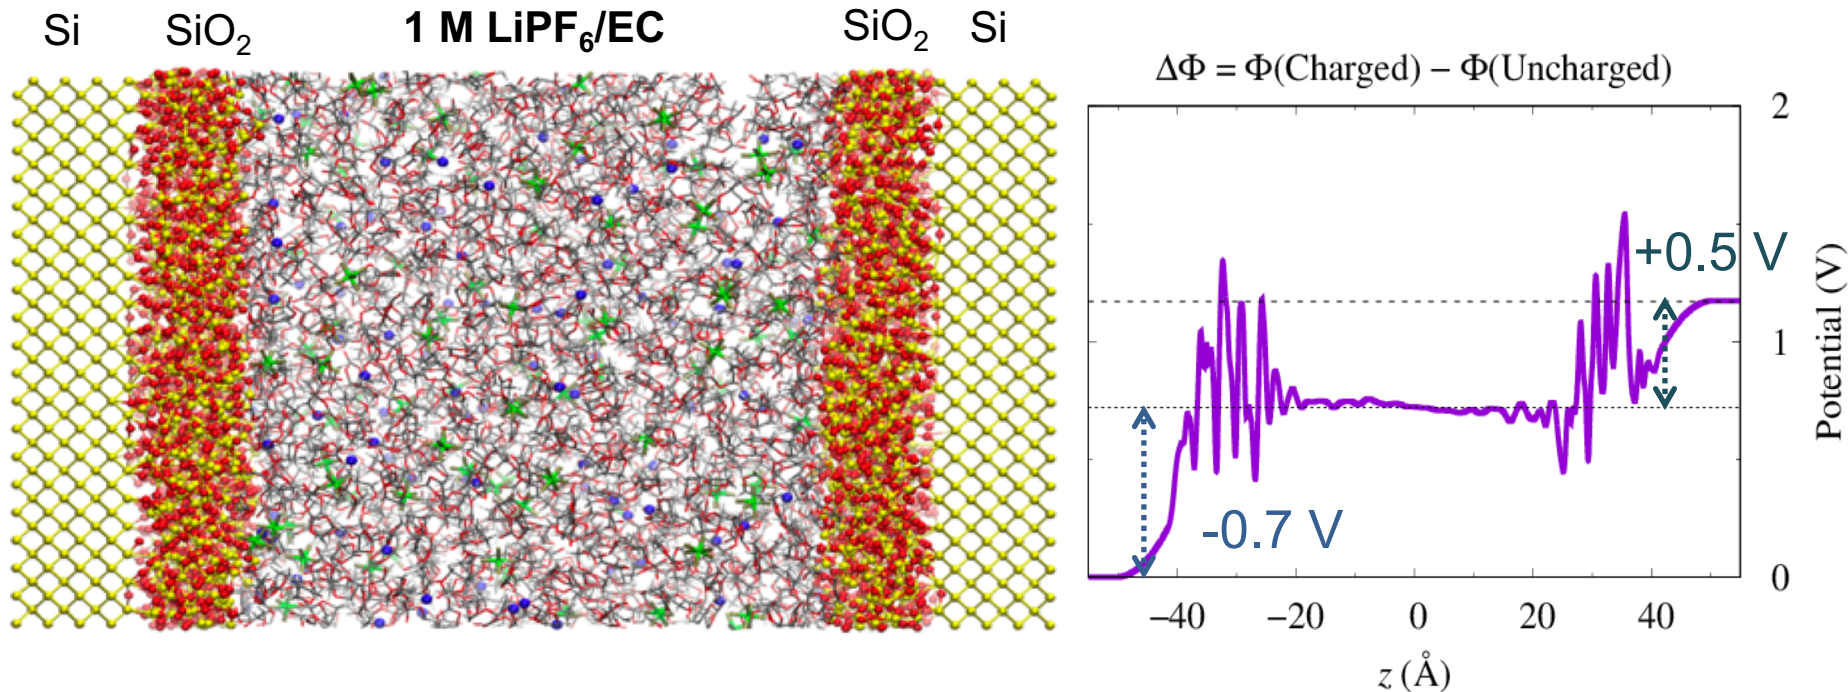 Si SiO₂ 1 M LiPF₆/EC SiO₂ Si
ΔΦ = Φ(Charged) − Φ(Uncharged)
2
+0.5 V
1
-0.7 V
0
Potential (V)
−40 −20 0 20 40
z (Å)